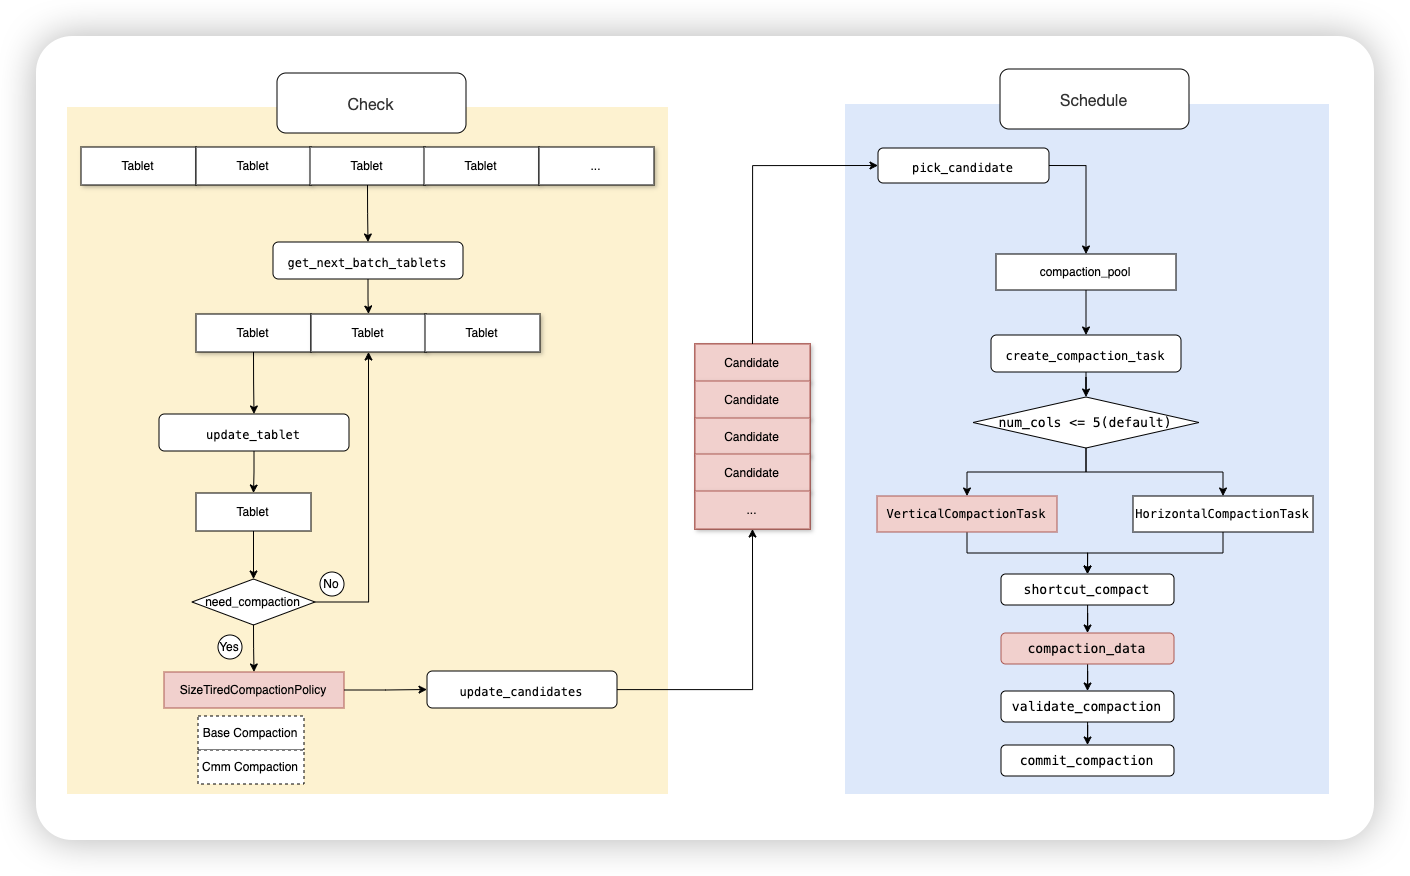 Check
Tablet
Tablet
Tablet
Tablet
...
get_next_batch_tablets
Tablet
Tablet
Tablet
update_tablet
Tablet
need_compaction
No
Yes
SizeTiredCompactionPolicy
update_candidates
Base Compaction
Cmm Compaction
Candidate
Candidate
Candidate
Candidate
...
Schedule
pick_candidate
compaction_pool
create_compaction_task
num_cols <= 5(default)
VerticalCompactionTask
HorizontalCompactionTask
shortcut_compact
compaction_data
validate_compaction
commit_compaction